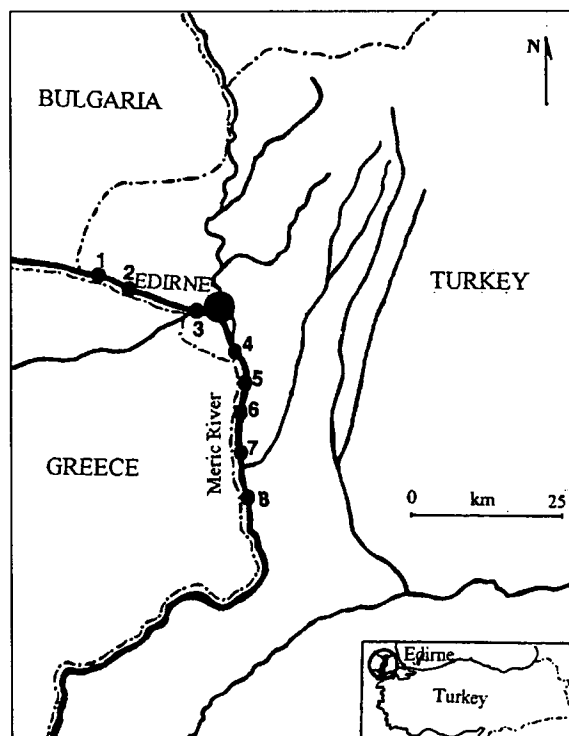 N
BULGARIA
1
2
EDIRNE
3
TURKEY
4
5
6
7
8
Meric River
GREECE
0 km 25
Edirne
Turkey